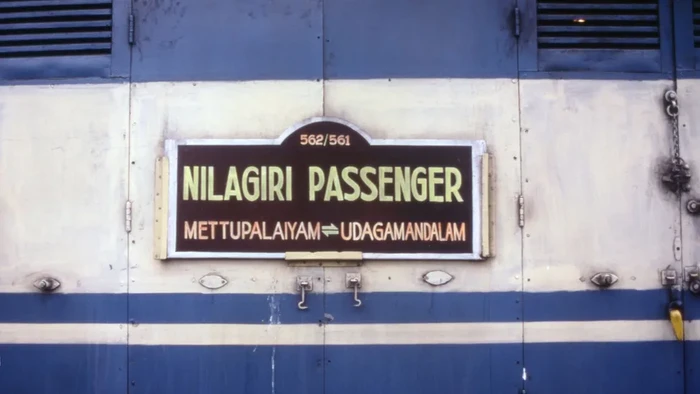 562/561
NILAGIRI PASSENGER
METTUPALAIYAM ⇌ UDAGAMANDALAM